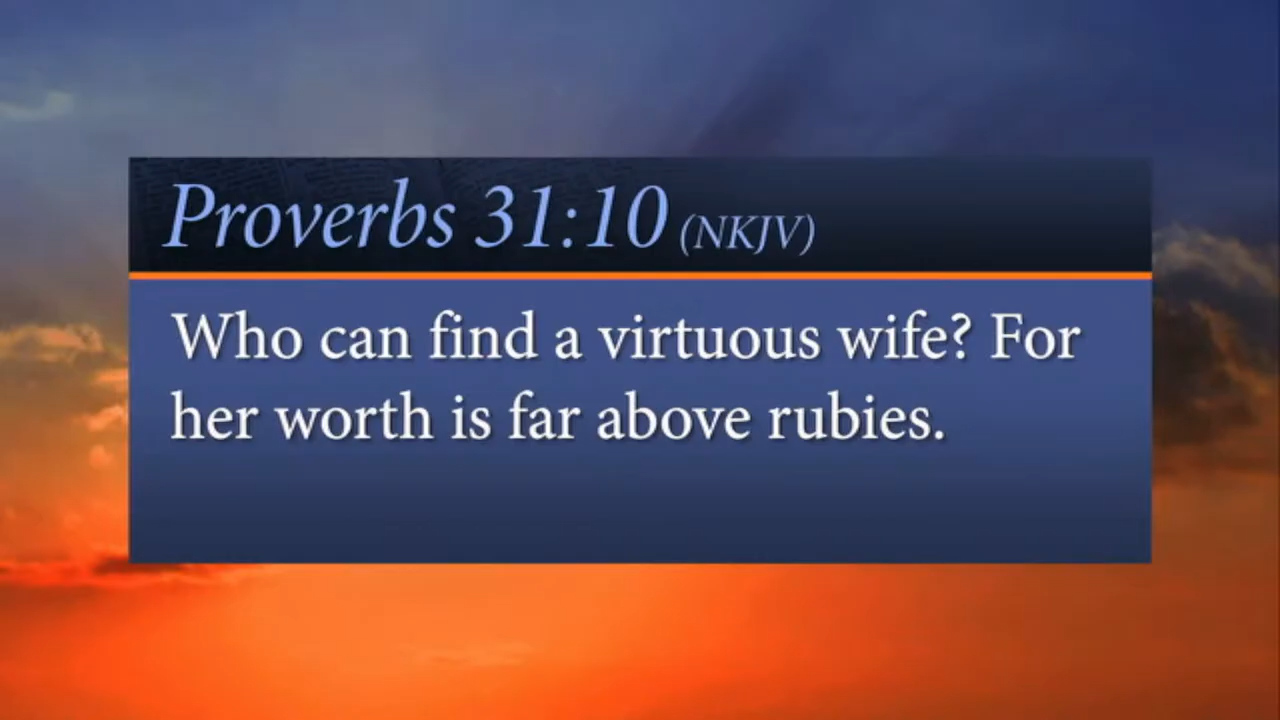 Proverbs 31:10 (NKJV)
Who can find a virtuous wife? For
her worth is far above rubies.